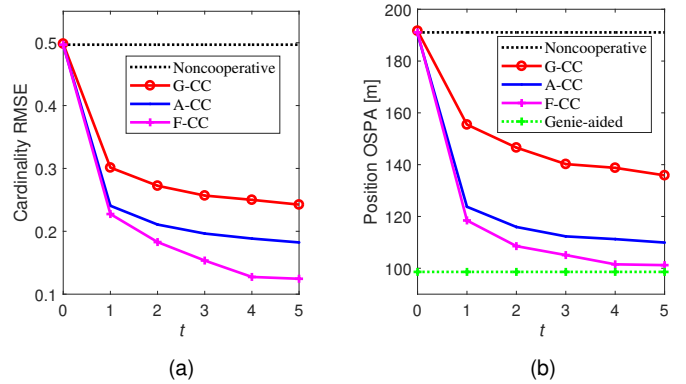 Cardinality RMSE
0.5
0.4
0.3
0.2
0.1
0 1 2 3 4 5
t
Noncooperative
G-CC
A-CC
F-CC
(a)
Position OSPA [m]
200
180
160
140
120
100
0 1 2 3 4 5
t
Noncooperative
G-CC
A-CC
F-CC
Genie-aided
(b)